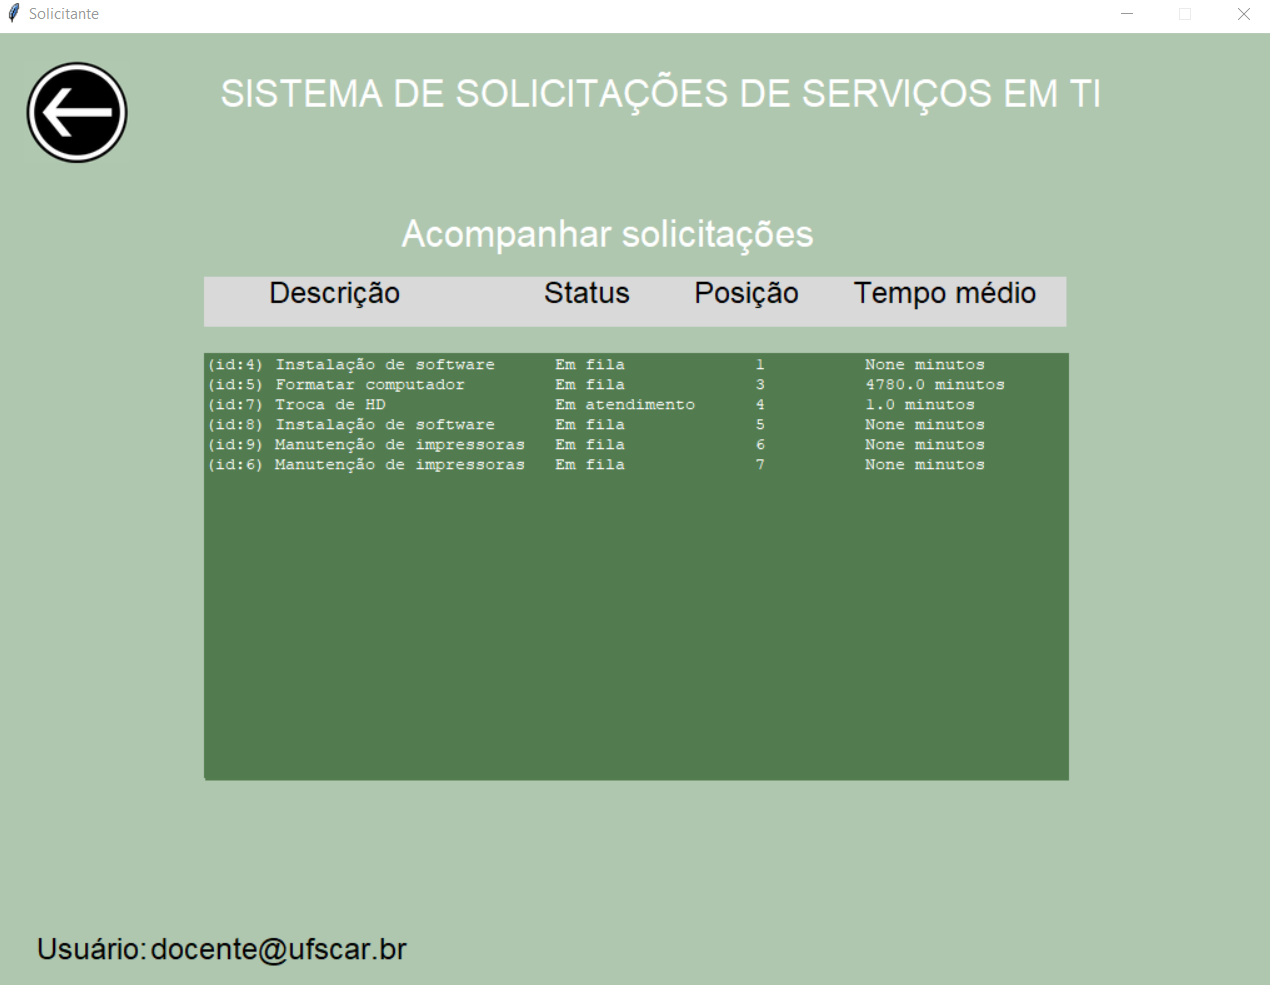 Solicitante
SISTEMA DE SOLICITAÇÕES DE SERVIÇOS EM TI
Acompanhar solicitações
Descrição Status Posição Tempo médio
(id:4) Instalação de software Em fila 1 None minutos
(id:5) Formatar computador Em fila 3 4780.0 minutos
(id:7) Troca de HD Em atendimento 4 1.0 minutos
(id:8) Instalação de software Em fila 5 None minutos
(id:9) Manutenção de impressoras Em fila 6 None minutos
(id:6) Manutenção de impressoras Em fila 7 None minutos
Usuário: docente@ufscar.br